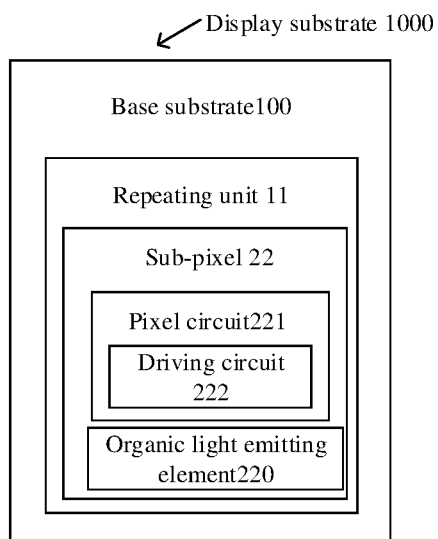 Display substrate 1000
Base substrate100
Repeating unit 11
Sub-pixel 22
Pixel circuit221
Driving circuit
222
Organic light emitting
element220